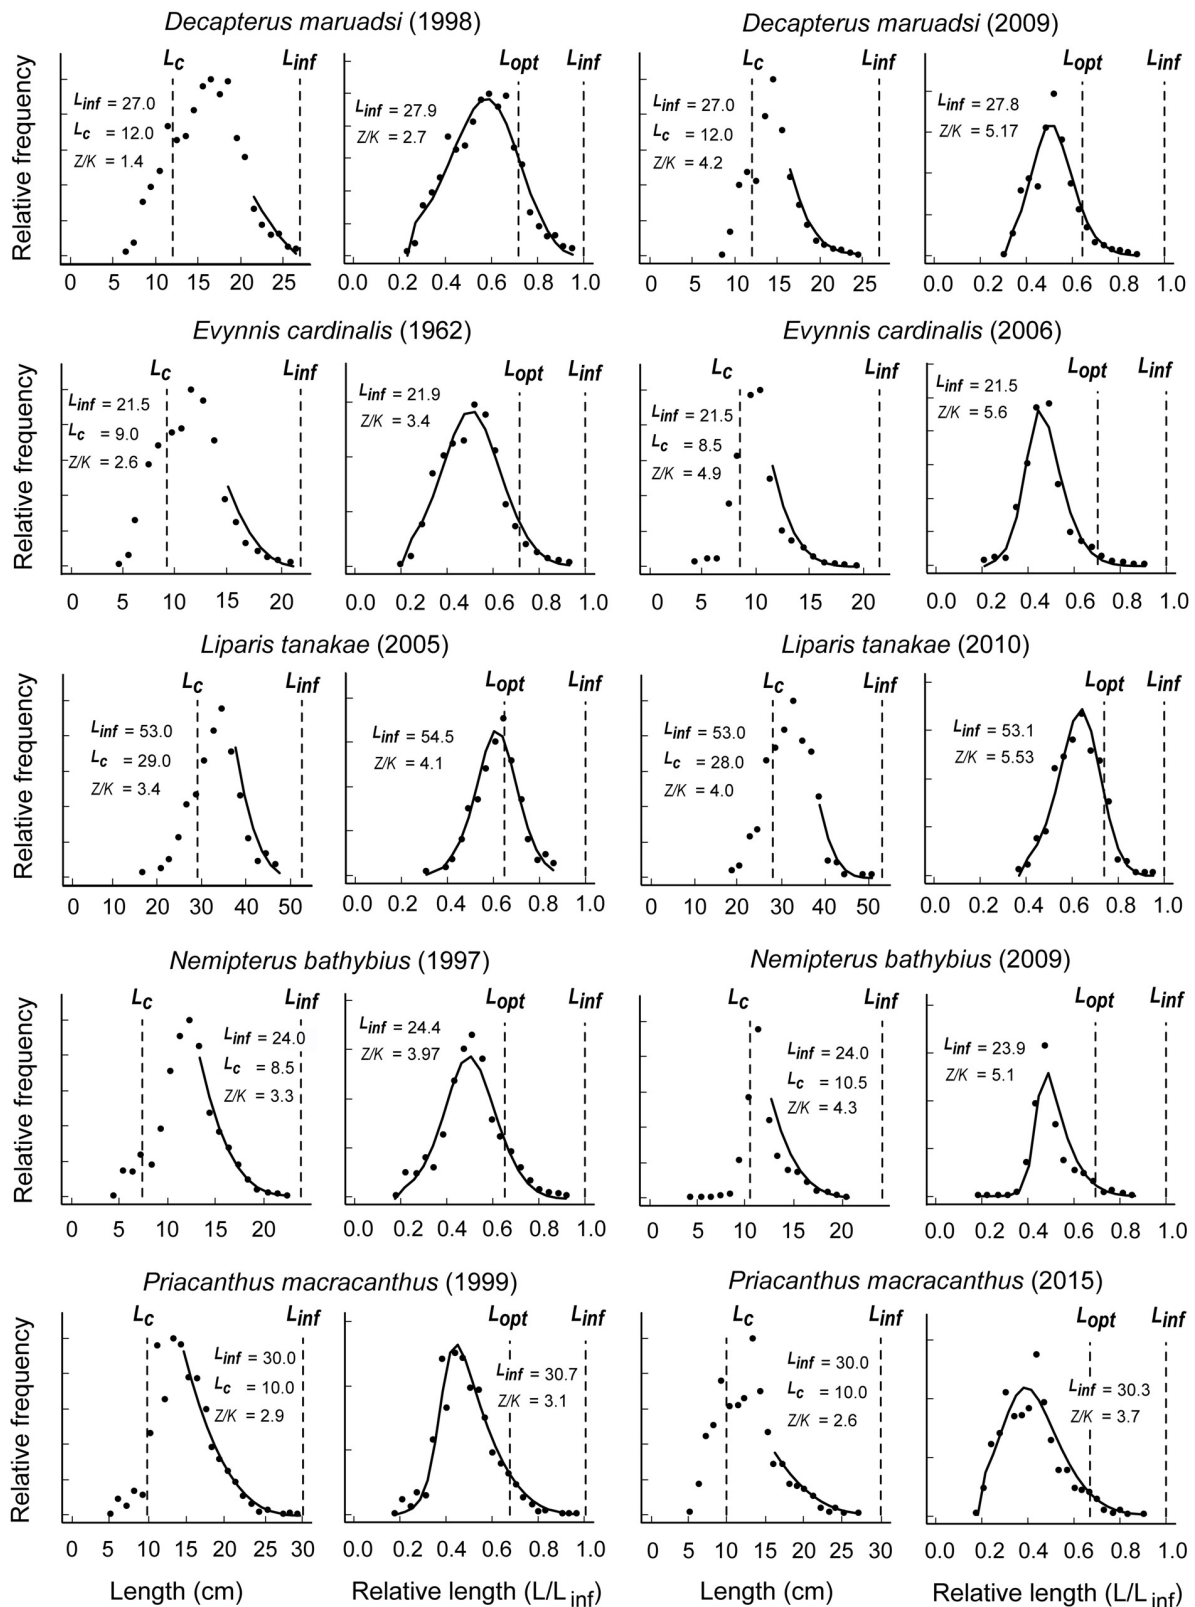 Decapterus maruadsi (1998)
Decapterus maruadsi (2009)
Relative frequency
Lc
Linf
Linf = 27.0
Lc = 12.0
Z/K = 1.4
0 5 10 15 20 25
Lopt
Linf
Linf = 27.9
Z/K = 2.7
0.0 0.2 0.4 0.6 0.8 1.0
Lc
Linf
Linf = 27.0
Lc = 12.0
Z/K = 4.2
0 5 10 15 20 25
Lopt
Linf
Linf = 27.8
Z/K = 5.17
0.0 0.2 0.4 0.6 0.8 1.0
Evynnis cardinalis (1962)
Evynnis cardinalis (2006)
Relative frequency
Lc
Linf
Linf = 21.5
Lc = 9.0
Z/K = 2.6
0 5 10 15 20
Lopt
Linf
Linf = 21.9
Z/K = 3.4
0.0 0.2 0.4 0.6 0.8 1.0
Lc
Linf
Linf = 21.5
Lc = 8.5
Z/K = 4.9
0 5 10 15 20
Lopt
Linf
Linf = 21.5
Z/K = 5.6
0.0 0.2 0.4 0.6 0.8 1.0
Liparis tanakae (2005)
Liparis tanakae (2010)
Relative frequency
Lc
Linf
Linf = 53.0
Lc = 29.0
Z/K = 3.4
0 10 20 30 40 50
Lopt
Linf
Linf = 54.5
Z/K = 4.1
0.0 0.2 0.4 0.6 0.8 1.0
Lc
Linf
Linf = 53.0
Lc = 28.0
Z/K = 4.0
0 10 20 30 40 50
Lopt
Linf
Linf = 53.1
Z/K = 5.53
0.0 0.2 0.4 0.6 0.8 1.0
Nemipterus bathybius (1997)
Nemipterus bathybius (2009)
Relative frequency
Lc
Linf
Linf = 24.0
Lc = 8.5
Z/K = 3.3
0 5 10 15 20
Lopt
Linf
Linf = 24.4
Z/K = 3.97
0.0 0.2 0.4 0.6 0.8 1.0
Lc
Linf
Linf = 24.0
Lc = 10.5
Z/K = 4.3
0 10 15 20
Lopt
Linf
Linf = 23.9
Z/K = 5.1
0.0 0.2 0.4 0.6 0.8 1.0
Priacanthus macracanthus (1999)
Priacanthus macracanthus (2015)
Relative frequency
Lc
Linf
Linf = 30.0
Lc = 10.0
Z/K = 2.9
0 5 10 15 20 25 30
Lopt
Linf
Linf = 30.7
Z/K = 3.1
0.0 0.2 0.4 0.6 0.8 1.0
Lc
Linf
Linf = 30.0
Lc = 10.0
Z/K = 2.6
0 5 10 15 20 25 30
Lopt
Linf
Linf = 30.3
Z/K = 3.7
0.0 0.2 0.4 0.6 0.8 1.0
Length (cm)
Relative length (L/Linf)
Length (cm)
Relative length (L/Linf)